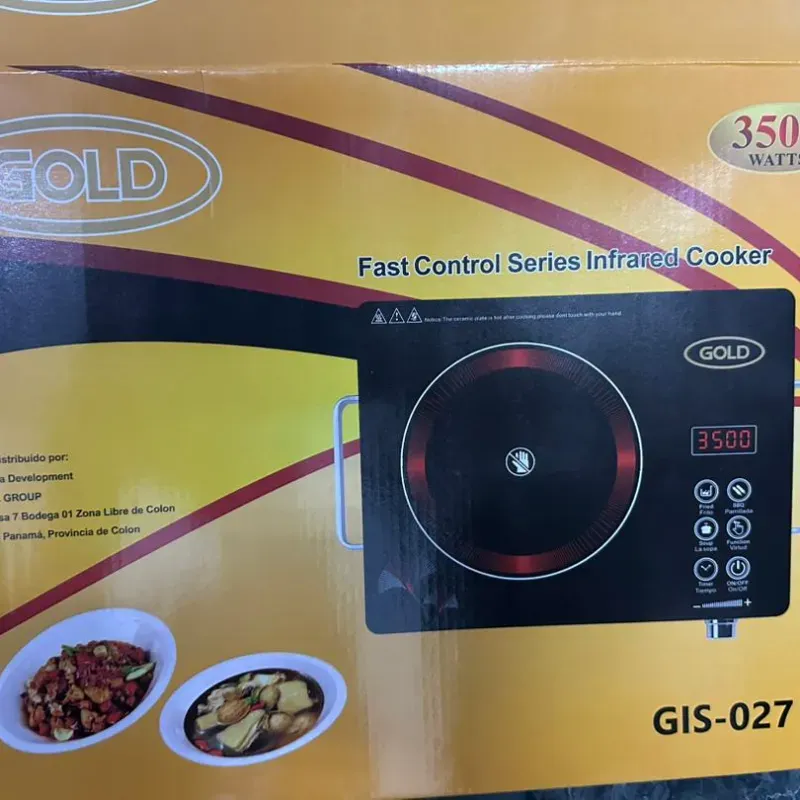 GOLD
350
WATTS
Fast Control Series Infrared Cooker
Notice: The ceramic plate is hot after cooking please dont touch with your hand
GOLD
3500
Fried
Frito
BBQ
Parrillada
Soup
La sopa
Function
Virtud
Timer
Tiempo
ON/OFF
On/Off
- +
stribuido por:
a Development
GROUP
sa 7 Bodega 01 Zona Libre de Colon
Panamá, Provincia de Colon
GIS-027